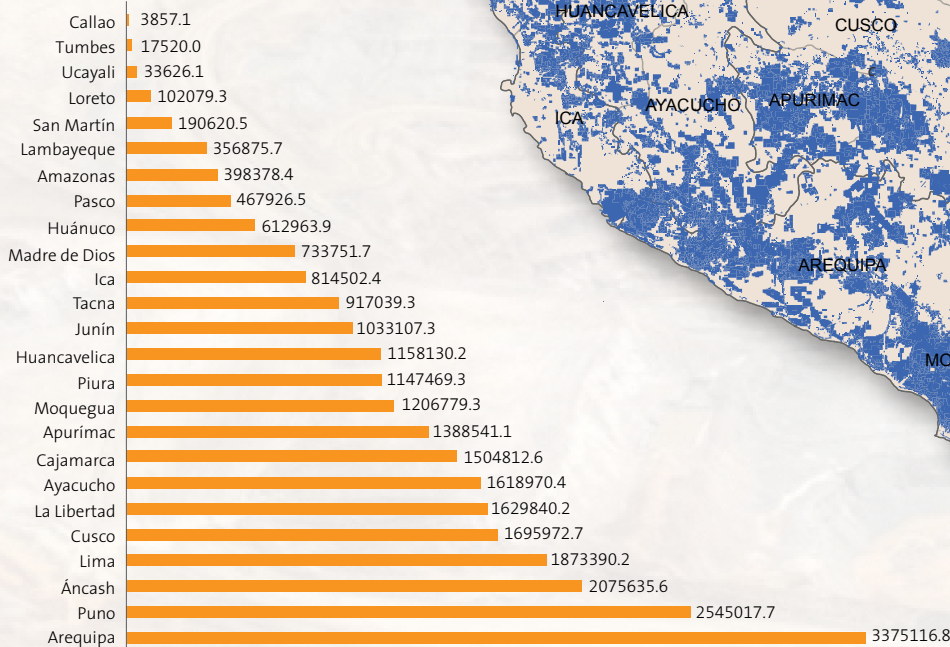 Callao 3857.1
Tumbes 17520.0
Ucayali 33626.1
Loreto 102079.3
San Martín 190620.5
Lambayeque 356875.7
Amazonas 398378.4
Pasco 467926.5
Huánuco 612963.9
Madre de Dios 733751.7
Ica 814502.4
Tacna 917039.3
Junín 1033107.3
Huancavelica 1158130.2
Piura 1147469.3
Moquegua 1206779.3
Apurímac 1388541.1
Cajamarca 1504812.6
Ayacucho 1618970.4
La Libertad 1629840.2
Cusco 1695972.7
Lima 1873390.2
Áncash 2075635.6
Puno 2545017.7
Arequipa 3375116.8
HUANCAVELICA
CUSCO
AYACUCHO
APURIMAC
ICA
AREQUIPA
MO